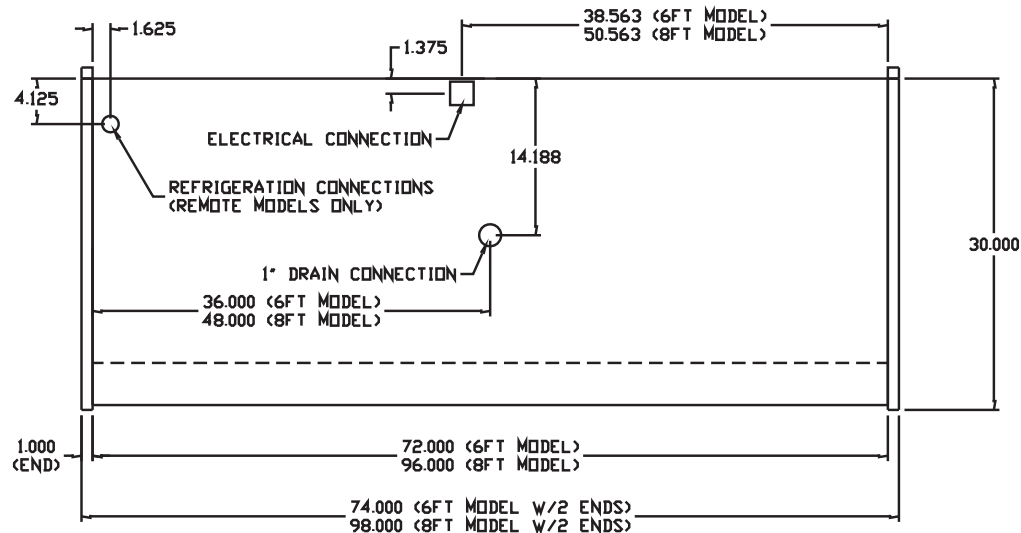 38.563 (6FT MODEL)
50.563 (8FT MODEL)
1.625
1.375
4.125
ELECTRICAL CONNECTION
14.188
REFRIGERATION CONNECTIONS
(REMOTE MODELS ONLY)
30.000
1" DRAIN CONNECTION
36.000 (6FT MODEL)
48.000 (8FT MODEL)
1.000
(END)
72.000 (6FT MODEL)
96.000 (8FT MODEL)
74.000 (6FT MODEL W/2 ENDS)
98.000 (8FT MODEL W/2 ENDS)